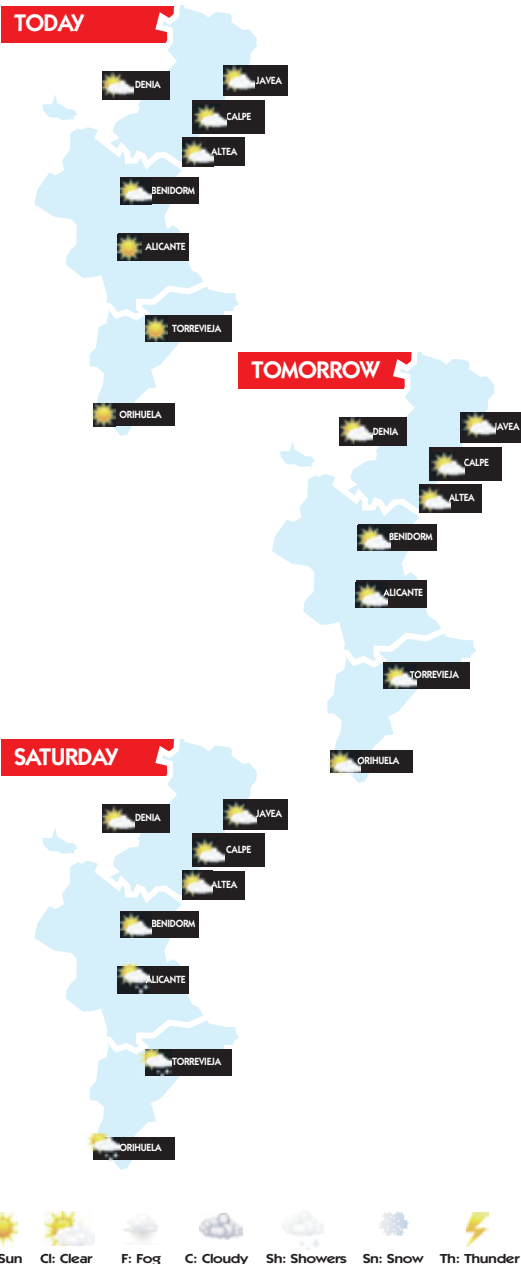 TODAY
DENIA
JAVEA
CALPE
ALTEA
BENIDORM
ALICANTE
TORREVIEJA
ORIHUELA
TOMORROW
DENIA
JAVEA
CALPE
ALTEA
BENIDORM
ALICANTE
TORREVIEJA
ORIHUELA
SATURDAY
DENIA
JAVEA
CALPE
ALTEA
BENIDORM
ALICANTE
TORREVIEJA
ORIHUELA
Sun Cl: Clear F: Fog C: Cloudy Sh: Showers Sn: Snow Th: Thunder